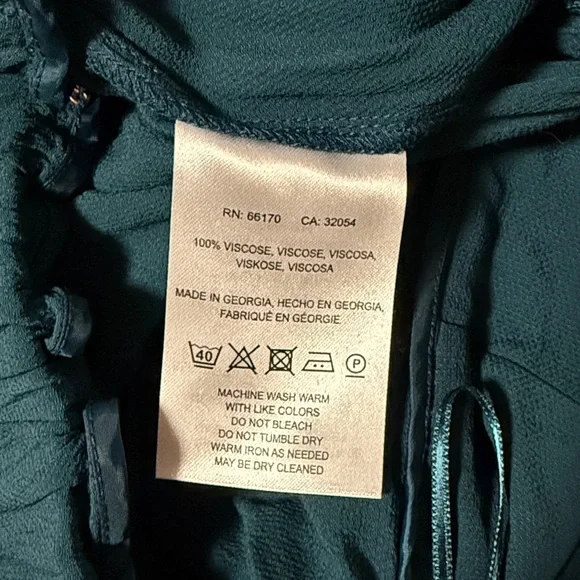 RN: 66170 CA: 32054
100% VISCOSE, VISCOSE, VISCOSA,
VISKOSE, VISCOSA
MADE IN GEORGIA, HECHO EN GEORGIA,
FABRIQUÉ EN GÉORGIE
40 P
MACHINE WASH WARM
WITH LIKE COLORS
DO NOT BLEACH
DO NOT TUMBLE DRY
WARM IRON AS NEEDED
MAY BE DRY CLEANED